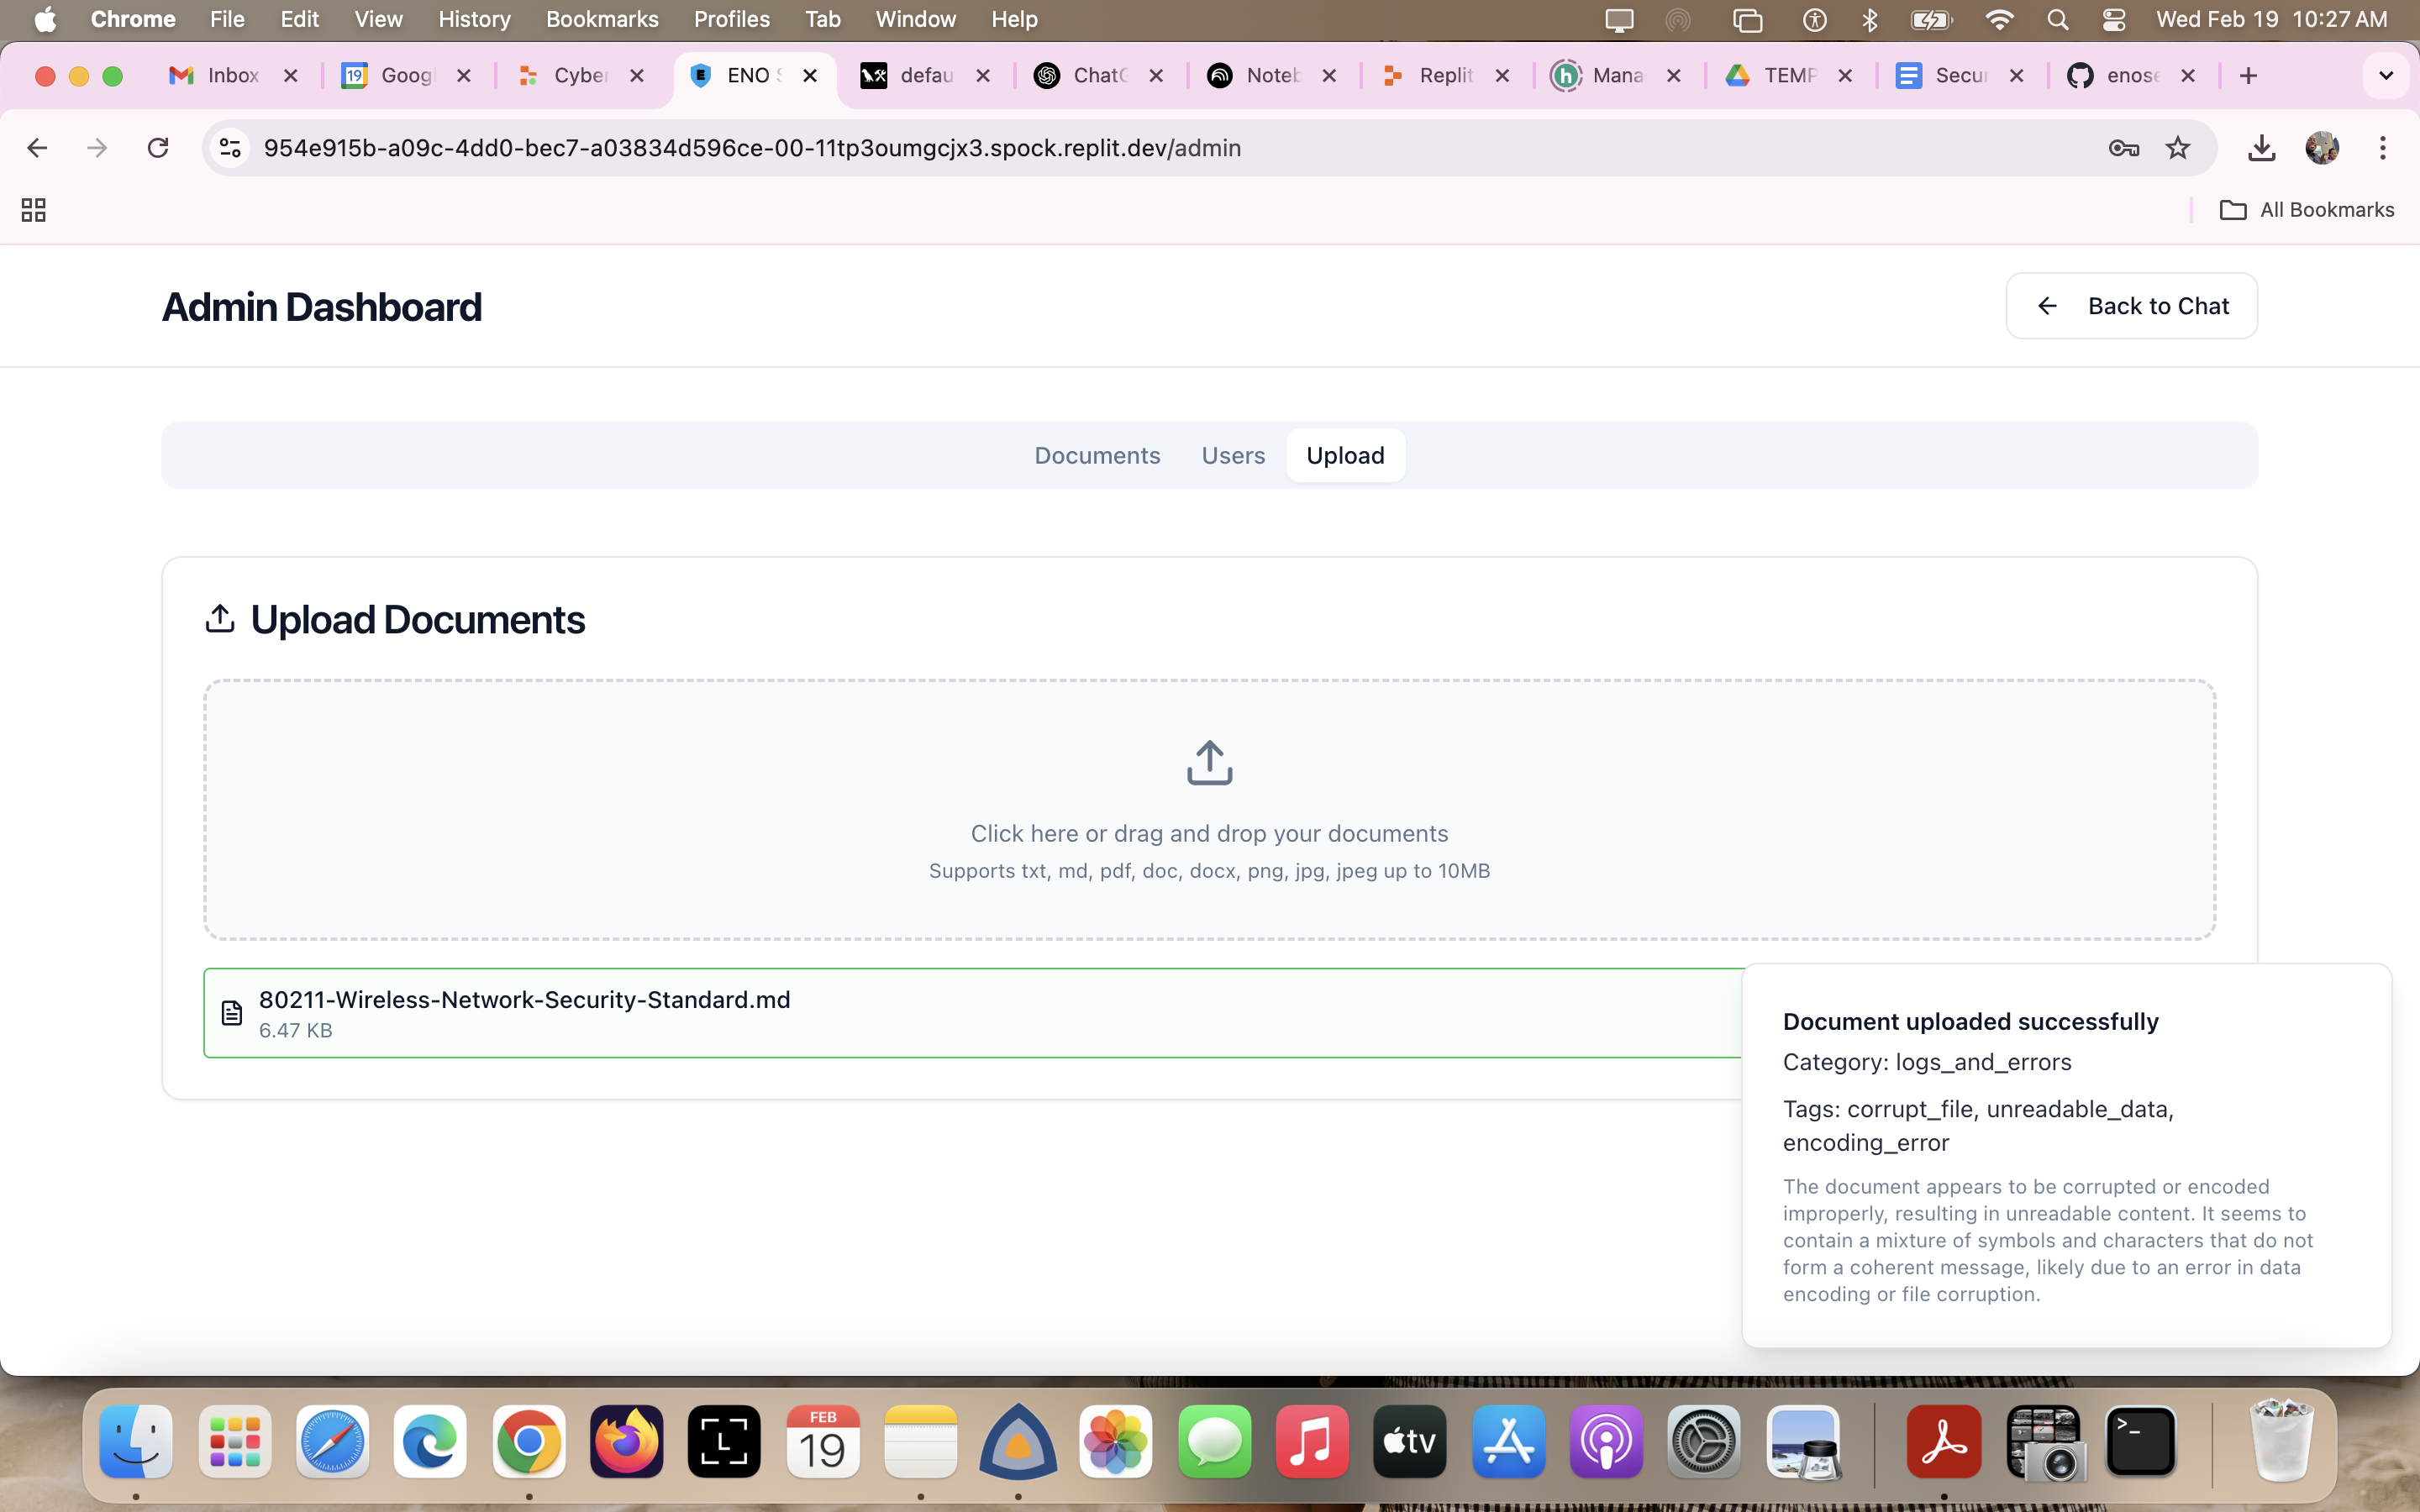 Chrome File Edit View History Bookmarks Profiles Tab Window Help Wed Feb 19 10:27 AM
Inbox Googl Cyber ENO S defau ChatG Noteb Replit Mana TEMP Secur enose
954e915b-a09c-4dd0-bec7-a03834d596ce-00-11tp3oumgcjx3.spock.replit.dev/admin
All Bookmarks
Admin Dashboard
Back to Chat
Documents Users Upload
Upload Documents
Click here or drag and drop your documents
Supports txt, md, pdf, doc, docx, png, jpg, jpeg up to 10MB
80211-Wireless-Network-Security-Standard.md
6.47 KB
Document uploaded successfully
Category: logs_and_errors
Tags: corrupt_file, unreadable_data,
encoding_error
The document appears to be corrupted or encoded
improperly, resulting in unreadable content. It seems to
contain a mixture of symbols and characters that do not
form a coherent message, likely due to an error in data
encoding or file corruption.
FEB
19
tv